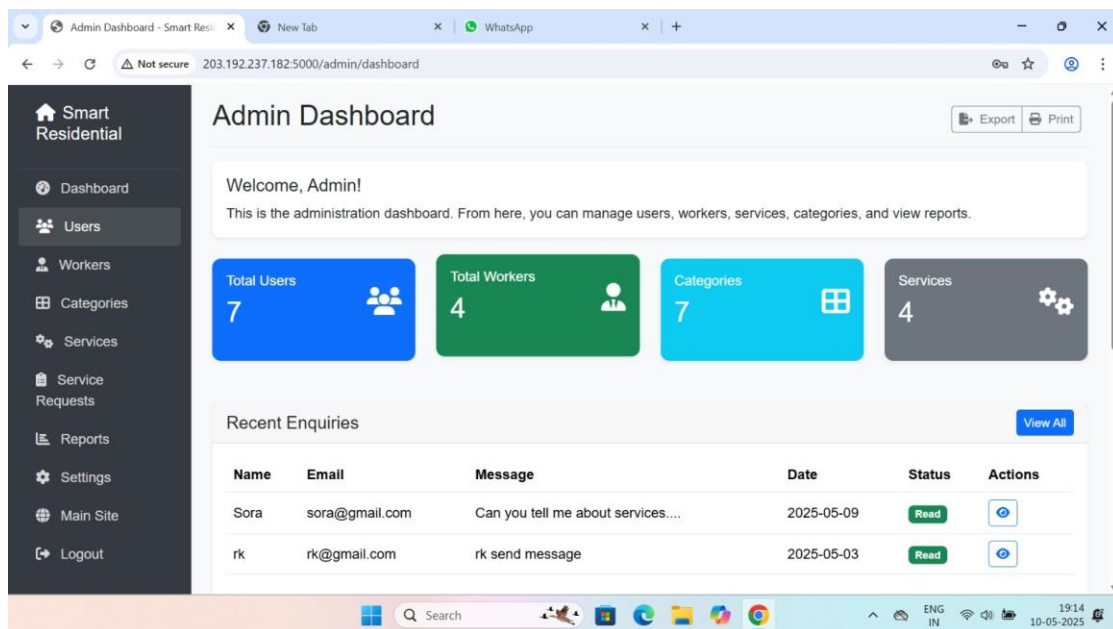 Admin Dashboard - Smart Resi
New Tab
WhatsApp
Not secure
203.192.237.182:5000/admin/dashboard
Smart
Residential
Dashboard
Users
Workers
Categories
Services
Service
Requests
Reports
Settings
Main Site
Logout
Admin Dashboard
Export
Print
Welcome, Admin!
This is the administration dashboard. From here, you can manage users, workers, services, categories, and view reports.
Total Users
7
Total Workers
4
Categories
7
Services
4
Recent Enquiries
View All
Name Email Message Date Status Actions
Sora sora@gmail.com Can you tell me about services.... 2025-05-09 Read
rk rk@gmail.com rk send message 2025-05-03 Read
Search
ENG
IN
19:14
10-05-2025